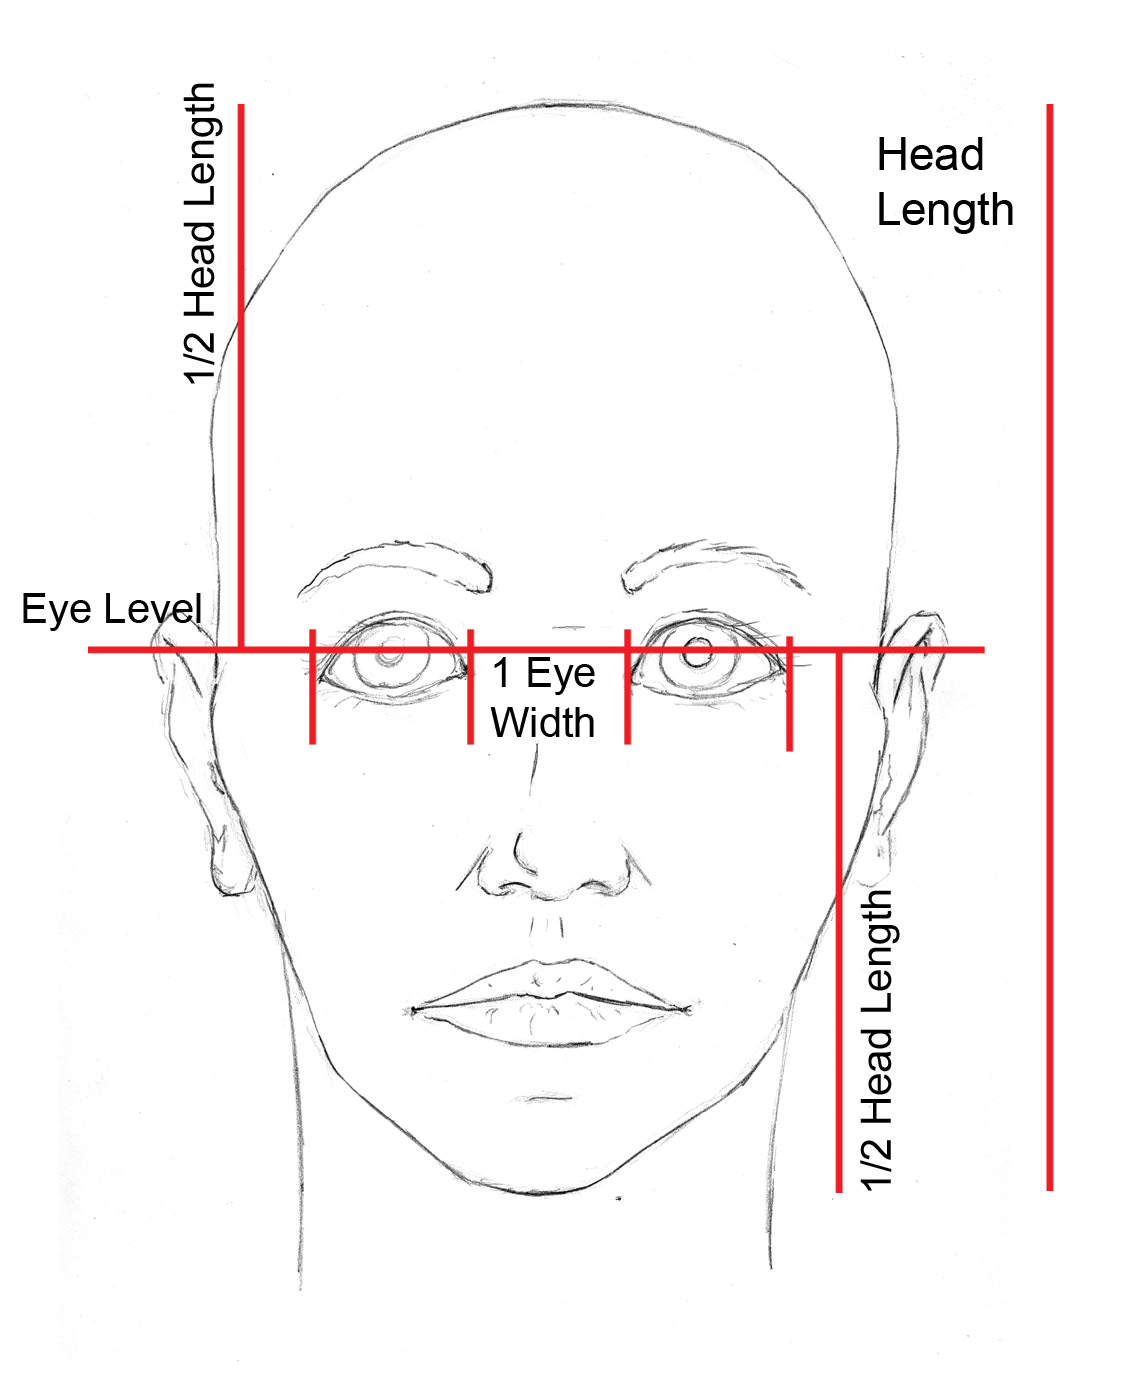 1/2 Head Length
Head
Length
Eye Level
1 Eye
Width
1/2 Head Length